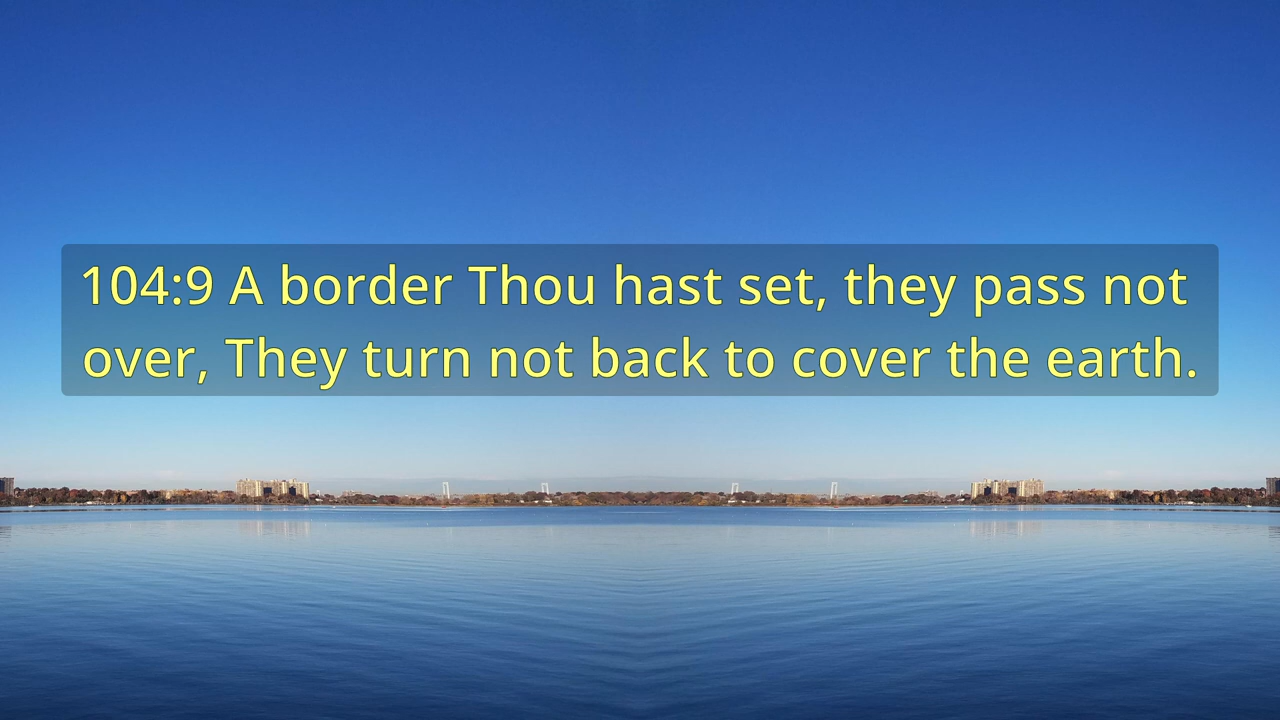 104:9 A border Thou hast set, they pass not
over, They turn not back to cover the earth.